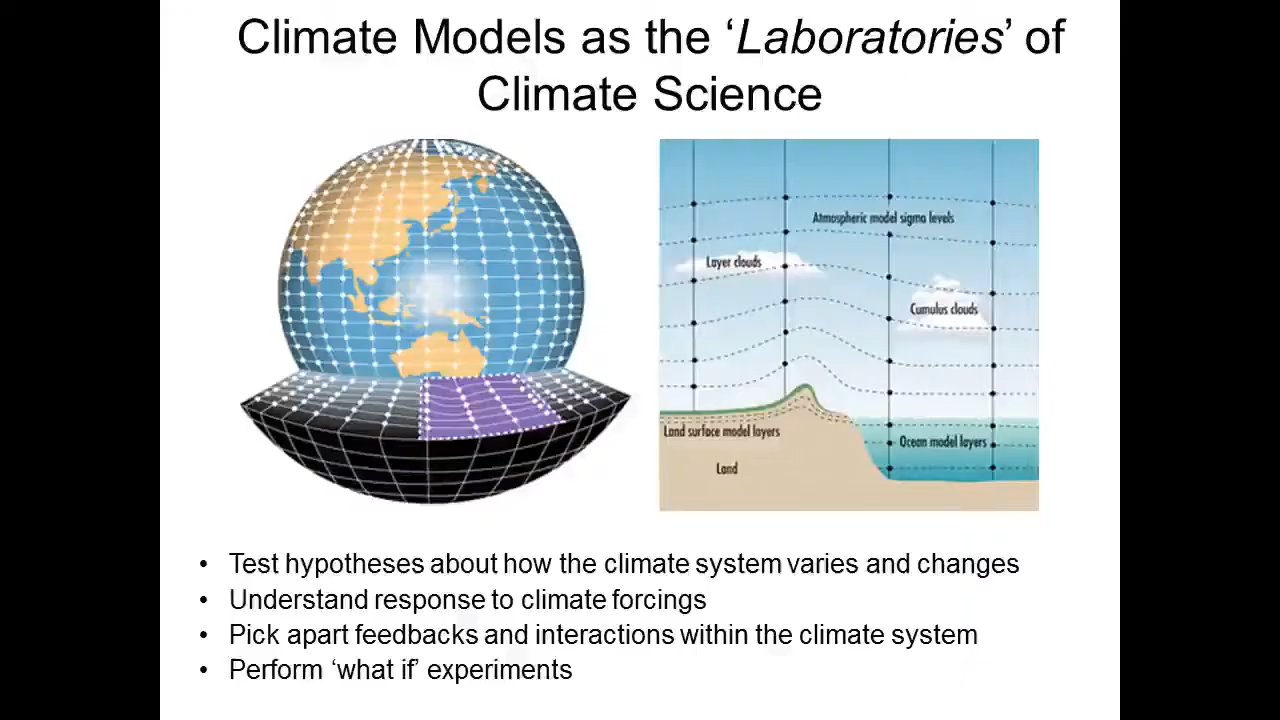 Climate Models as the ‘Laboratories’ of
Climate Science
Atmospheric model sigma levels
Layer clouds
Cumulus clouds
Land surface model layers
Ocean model layers
Land
• Test hypotheses about how the climate system varies and changes
• Understand response to climate forcings
• Pick apart feedbacks and interactions within the climate system
• Perform ‘what if’ experiments